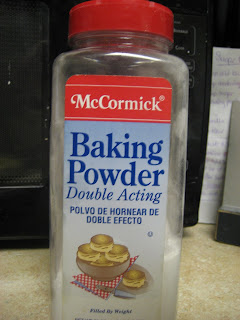 McCormick®
Baking
Powder
Double Acting
POLVO DE HORNEAR DE
DOBLE EFECTO
Filled By Weight